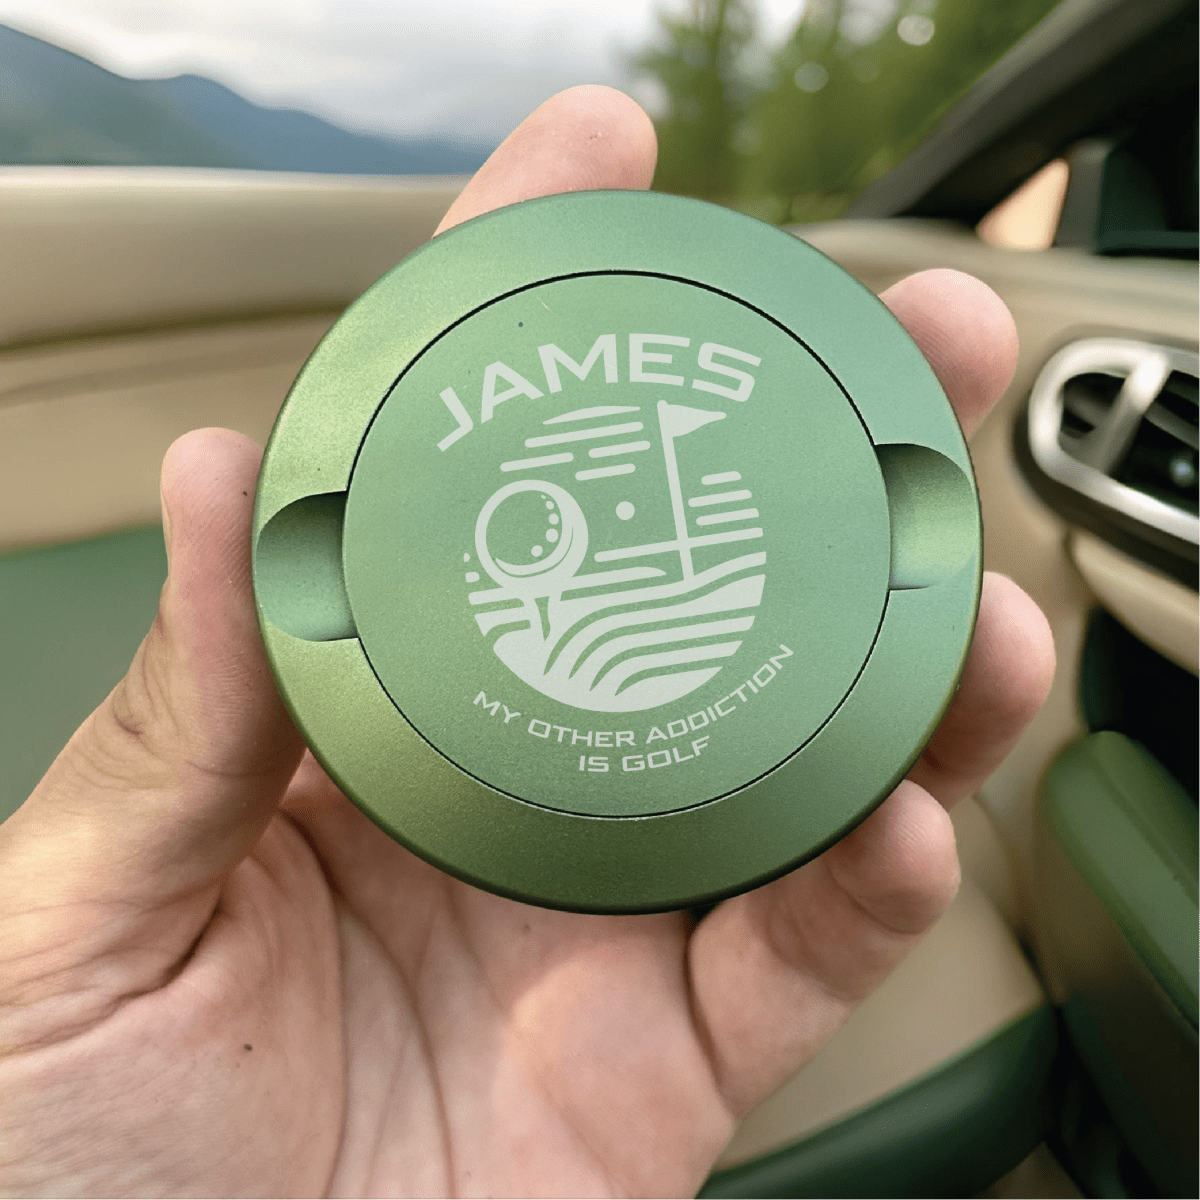 JAMES
MY OTHER ADDICTION
IS GOLF